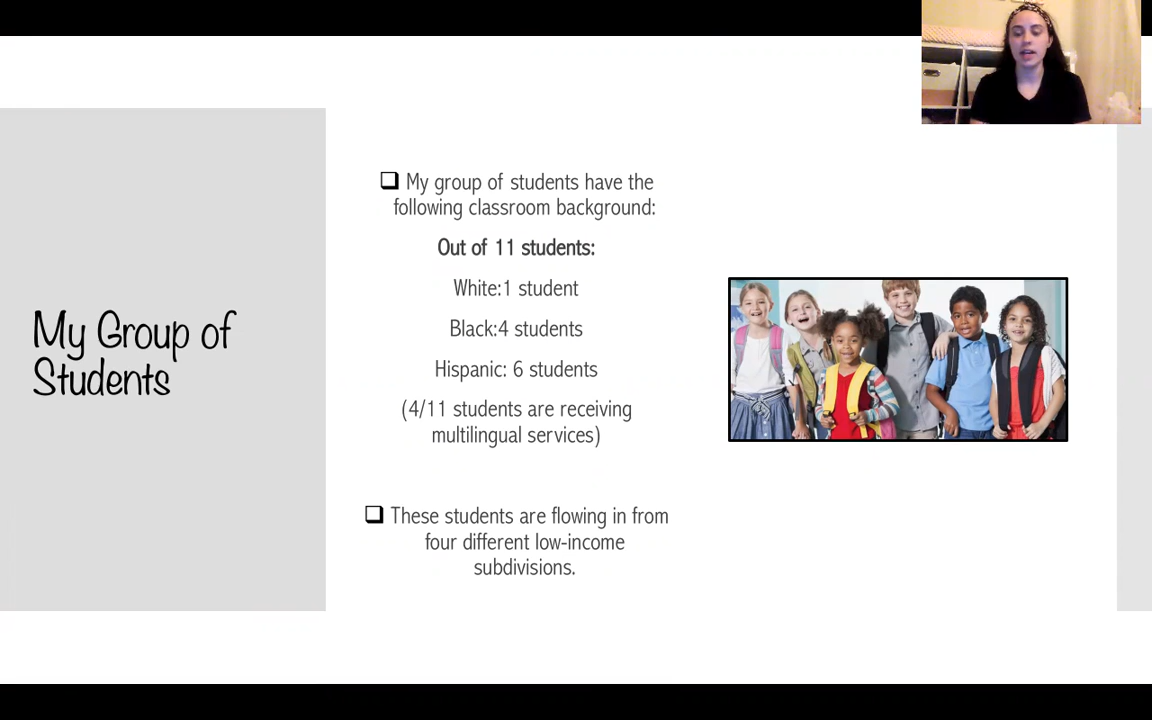 My Group of
Students
❑ My group of students have the
following classroom background:
Out of 11 students:
White:1 student
Black:4 students
Hispanic: 6 students
(4/11 students are receiving
multilingual services)
❑ These students are flowing in from
four different low-income
subdivisions.